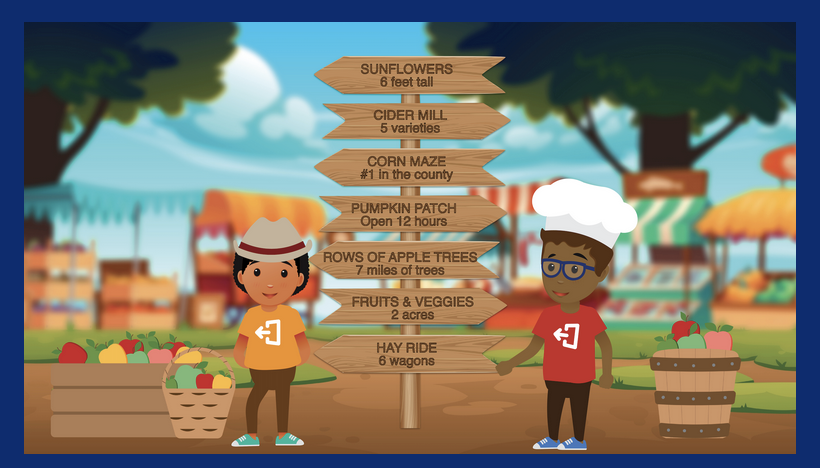 SUNFLOWERS
6 feet tall
CIDER MILL
5 varieties
CORN MAZE
#1 in the county
PUMPKIN PATCH
Open 12 hours
ROWS OF APPLE TREES
7 miles of trees
FRUITS & VEGGIES
2 acres
HAY RIDE
6 wagons